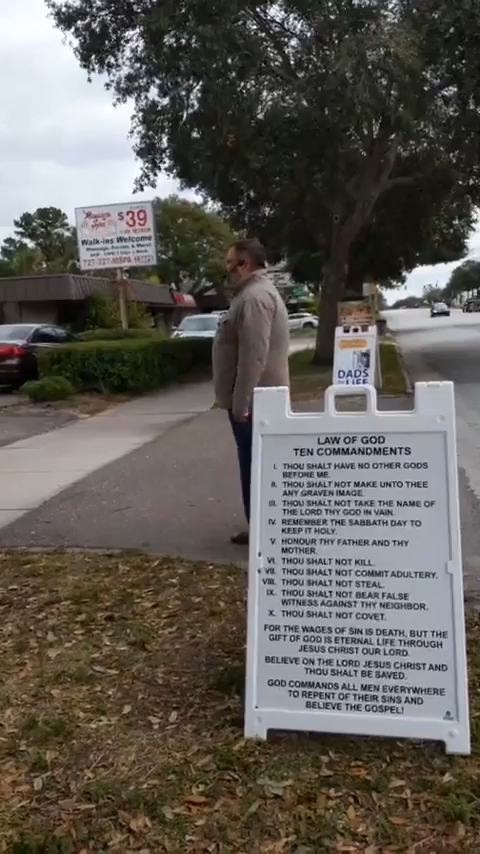 $39
Walk-ins Welcome
DADS
LIFE
LAW OF GOD
TEN COMMANDMENTS
I. THOU SHALT HAVE NO OTHER GODS
BEFORE ME.
II. THOU SHALT NOT MAKE UNTO THEE
ANY GRAVEN IMAGE.
III. THOU SHALT NOT TAKE THE NAME OF
THE LORD THY GOD IN VAIN.
IV. REMEMBER THE SABBATH DAY TO
KEEP IT HOLY.
V. HONOUR THY FATHER AND THY
MOTHER.
VI. THOU SHALT NOT KILL.
VII. THOU SHALT NOT COMMIT ADULTERY.
VIII. THOU SHALT NOT STEAL.
IX. THOU SHALT NOT BEAR FALSE
WITNESS AGAINST THY NEIGHBOR.
X. THOU SHALT NOT COVET.
FOR THE WAGES OF SIN IS DEATH, BUT THE
GIFT OF GOD IS ETERNAL LIFE THROUGH
JESUS CHRIST OUR LORD.
BELIEVE ON THE LORD JESUS CHRIST AND
THOU SHALT BE SAVED.
GOD COMMANDS ALL MEN EVERYWHERE
TO REPENT OF THEIR SINS AND
BELIEVE THE GOSPEL!